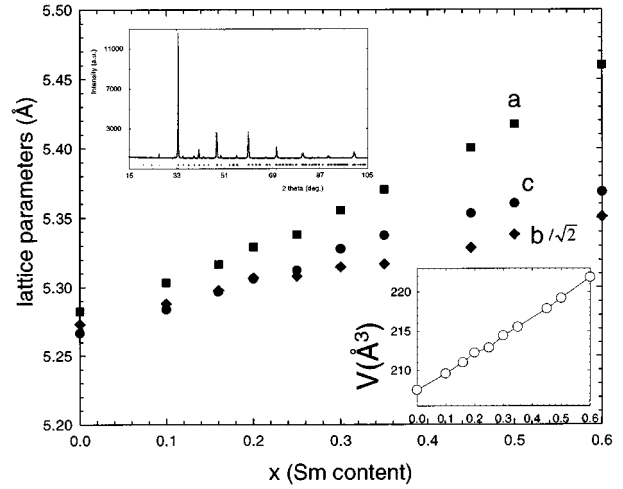 5.50
5.45
5.40
5.35
5.30
5.25
5.20
lattice parameters (Å)
0.0 0.1 0.2 0.3 0.4 0.5 0.6
x (Sm content)
11000
7000
3000
Intensity (a.u.)
15 33 51 69 87 105
2 theta (deg.)
a
c
b /√2
220
215
210
V(Å³)
0.0 0.1 0.2 0.3 0.4 0.5 0.6